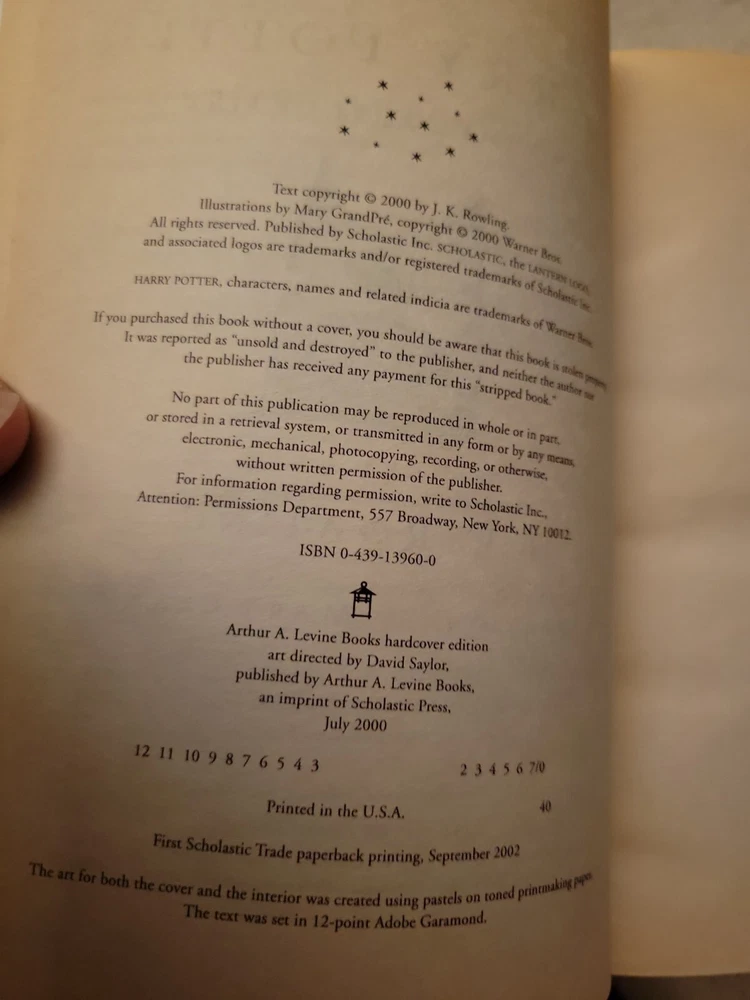 Text copyright © 2000 by J. K. Rowling.
Illustrations by Mary GrandPré, copyright © 2000 Warner Bros.
All rights reserved. Published by Scholastic Inc. SCHOLASTIC, the LANTERN LOGO,
and associated logos are trademarks and/or registered trademarks of Scholastic Inc.
HARRY POTTER, characters, names and related indicia are trademarks of Warner Bros.
If you purchased this book without a cover, you should be aware that this book is stolen property.
It was reported as "unsold and destroyed" to the publisher, and neither the author nor
the publisher has received any payment for this "stripped book."
No part of this publication may be reproduced in whole or in part,
or stored in a retrieval system, or transmitted in any form or by any means,
electronic, mechanical, photocopying, recording, or otherwise,
without written permission of the publisher.
For information regarding permission, write to Scholastic Inc.,
Attention: Permissions Department, 557 Broadway, New York, NY 10012.
ISBN 0-439-13960-0
Arthur A. Levine Books hardcover edition
art directed by David Saylor,
published by Arthur A. Levine Books,
an imprint of Scholastic Press,
July 2000
12 11 10 9 8 7 6 5 4 3 2 3 4 5 6 7/0
Printed in the U.S.A. 40
First Scholastic Trade paperback printing, September 2002
The art for both the cover and the interior was created using pastels on toned printmaking paper.
The text was set in 12-point Adobe Garamond.